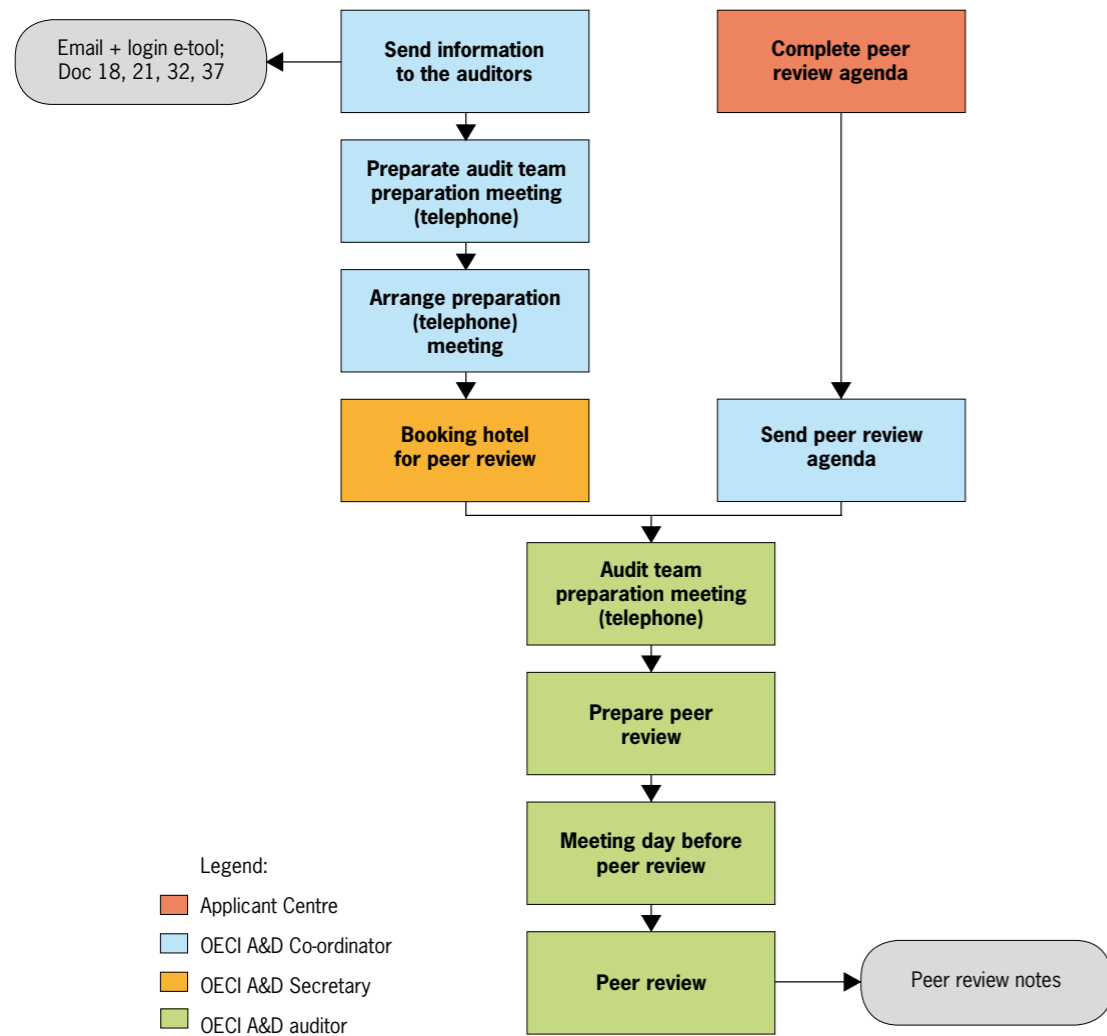 Email + login e-tool;
Doc 18, 21, 32, 37
Send information
to the auditors
Complete peer
review agenda
Preparate audit team
preparation meeting
(telephone)
Arrange preparation
(telephone)
meeting
Booking hotel
for peer review
Send peer review
agenda
Audit team
preparation meeting
(telephone)
Prepare peer
review
Meeting day before
peer review
Peer review
Peer review notes
Legend:
Applicant Centre
OECI A&D Co-ordinator
OECI A&D Secretary
OECI A&D auditor